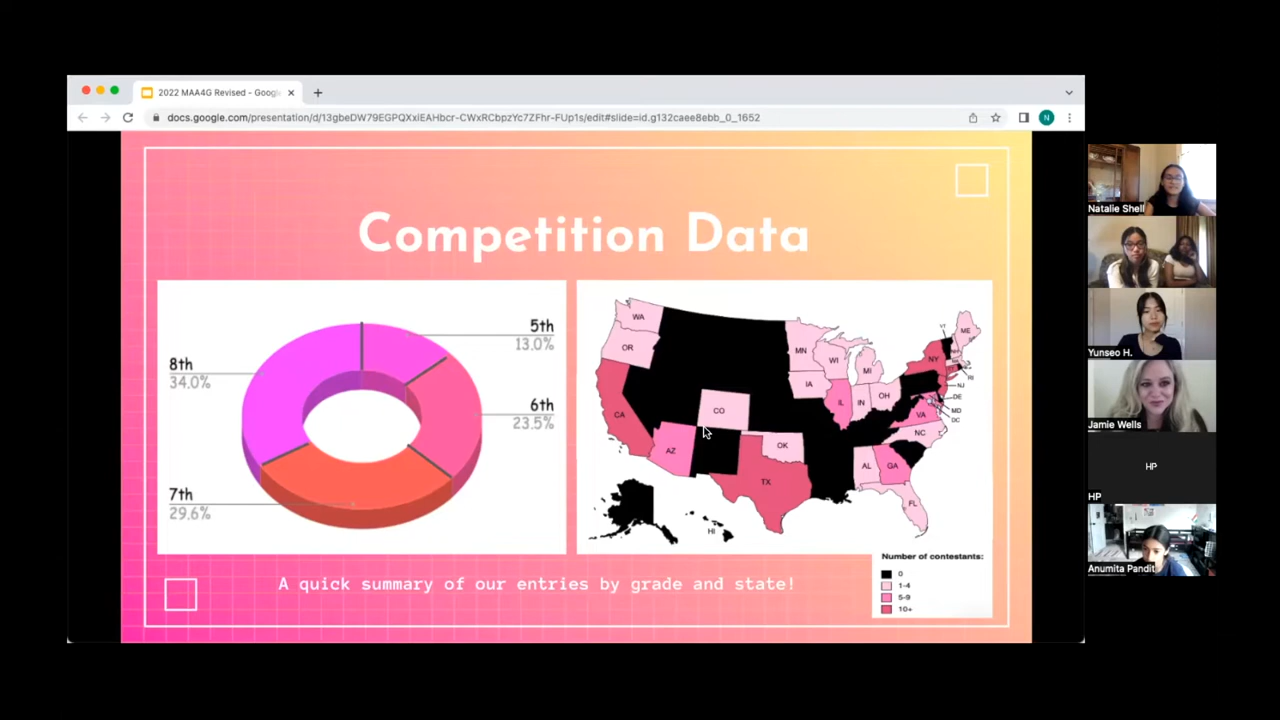 2022 MAA4G Revised - Google
docs.google.com/presentation/d/13gbeDW79EGPQXxiEAHbcr-CWxRCbpzYc7ZFhr-FUp1s/edit#slide=id.g132caee8ebb_0_1652
N
Competition Data
5th
13.0%
8th
34.0%
6th
23.5%
7th
29.6%
WA
OR
CA
AZ
CO
TX
OK
MN
IA
WI
IL
MI
IN
OH
AL
GA
FL
NC
VA
NY
VT
ME
RI
NJ
DE
MD
DC
HI
Number of contestants:
0
1-4
5-9
10+
A quick summary of our entries by grade and state!
Natalie Shell
Yunseo H.
Jamie Wells
HP
HP
Anumita Pandit